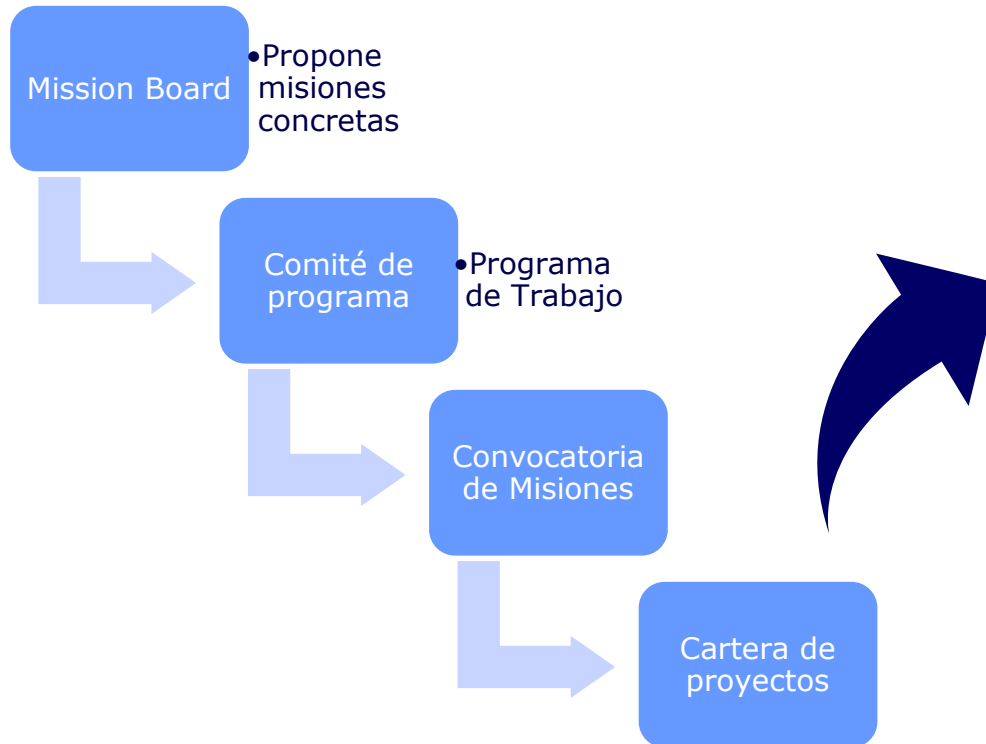 Mission Board
•Propone
misiones
concretas
Comité de
programa
•Programa
de Trabajo
Convocatoria
de Misiones
Cartera de
proyectos